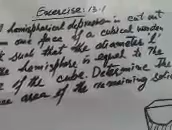 Exercise: 13.1
hemispherical depression is cut out
one face of a cubical wooden
such that the diameter l
the hemisphere is equal to the
of the cube. Determine the
area of the remaining solid